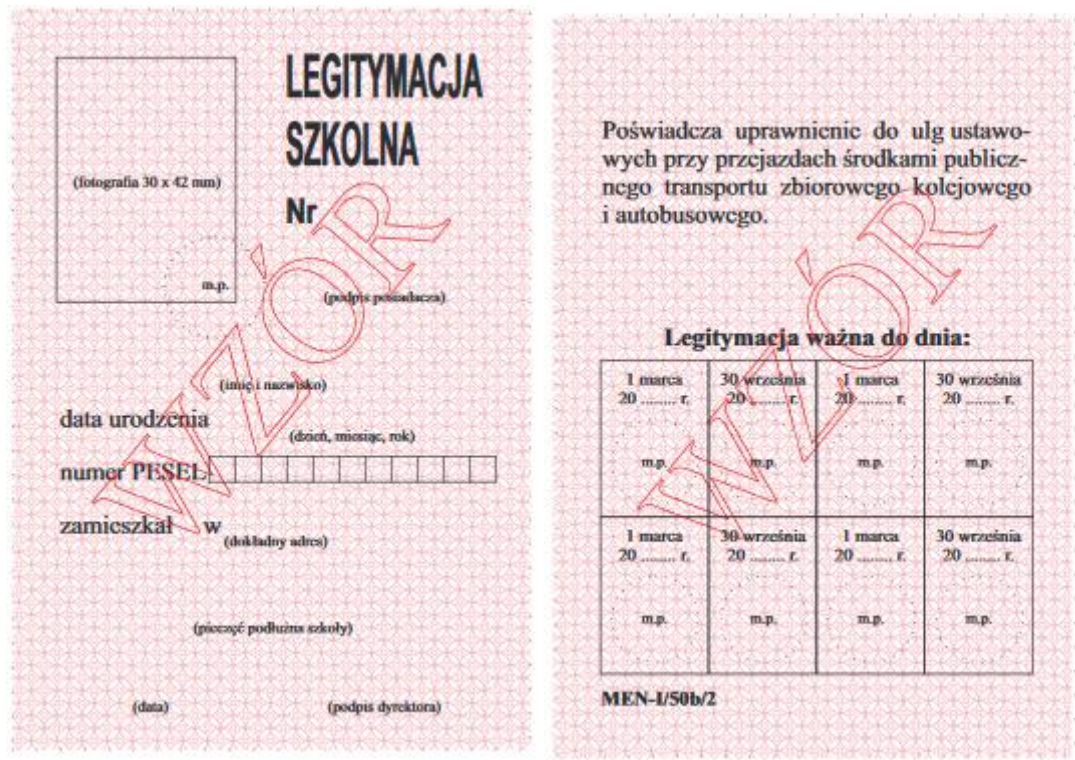 LEGITYMACJA
SZKOLNA
Nr
(fotografia 30 x 42 mm)
m.p.
(podpis posiadacza)
(imię i nazwisko)
data urodzenia
(dzień, miesiąc, rok)
numer PESEL
zamieszkał w
(dokładny adres)
(pieczęć podłużna szkoły)
(data) (podpis dyrektora)
WZÓR
Poświadcza uprawnienie do ulg ustawo-
wych przy przejazdach środkami publicz-
nego transportu zbiorowego kolejowego
i autobusowego.
Legitymacja ważna do dnia:
1 marca 30 września 1 marca 30 września
20 ........ r. 20 ........ r. 20 ........ r. 20 ........ r.
m.p. m.p. m.p. m.p.
1 marca 30 września 1 marca 30 września
20 ........ r. 20 ........ r. 20 ........ r. 20 ........ r.
m.p. m.p. m.p. m.p.
MEN-I/50b/2
WZÓR